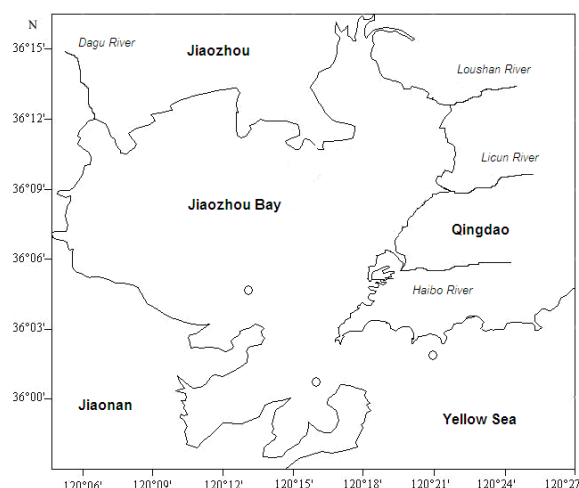 N
36°15'
Dagu River
Jiaozhou
Loushan River
36°12'
Licun River
36°09'
Jiaozhou Bay
Qingdao
36°06'
Haibo River
36°03'
36°00'
Jiaonan
Yellow Sea
120°06' 120°09' 120°12' 120°15' 120°18' 120°21' 120°24' 120°27